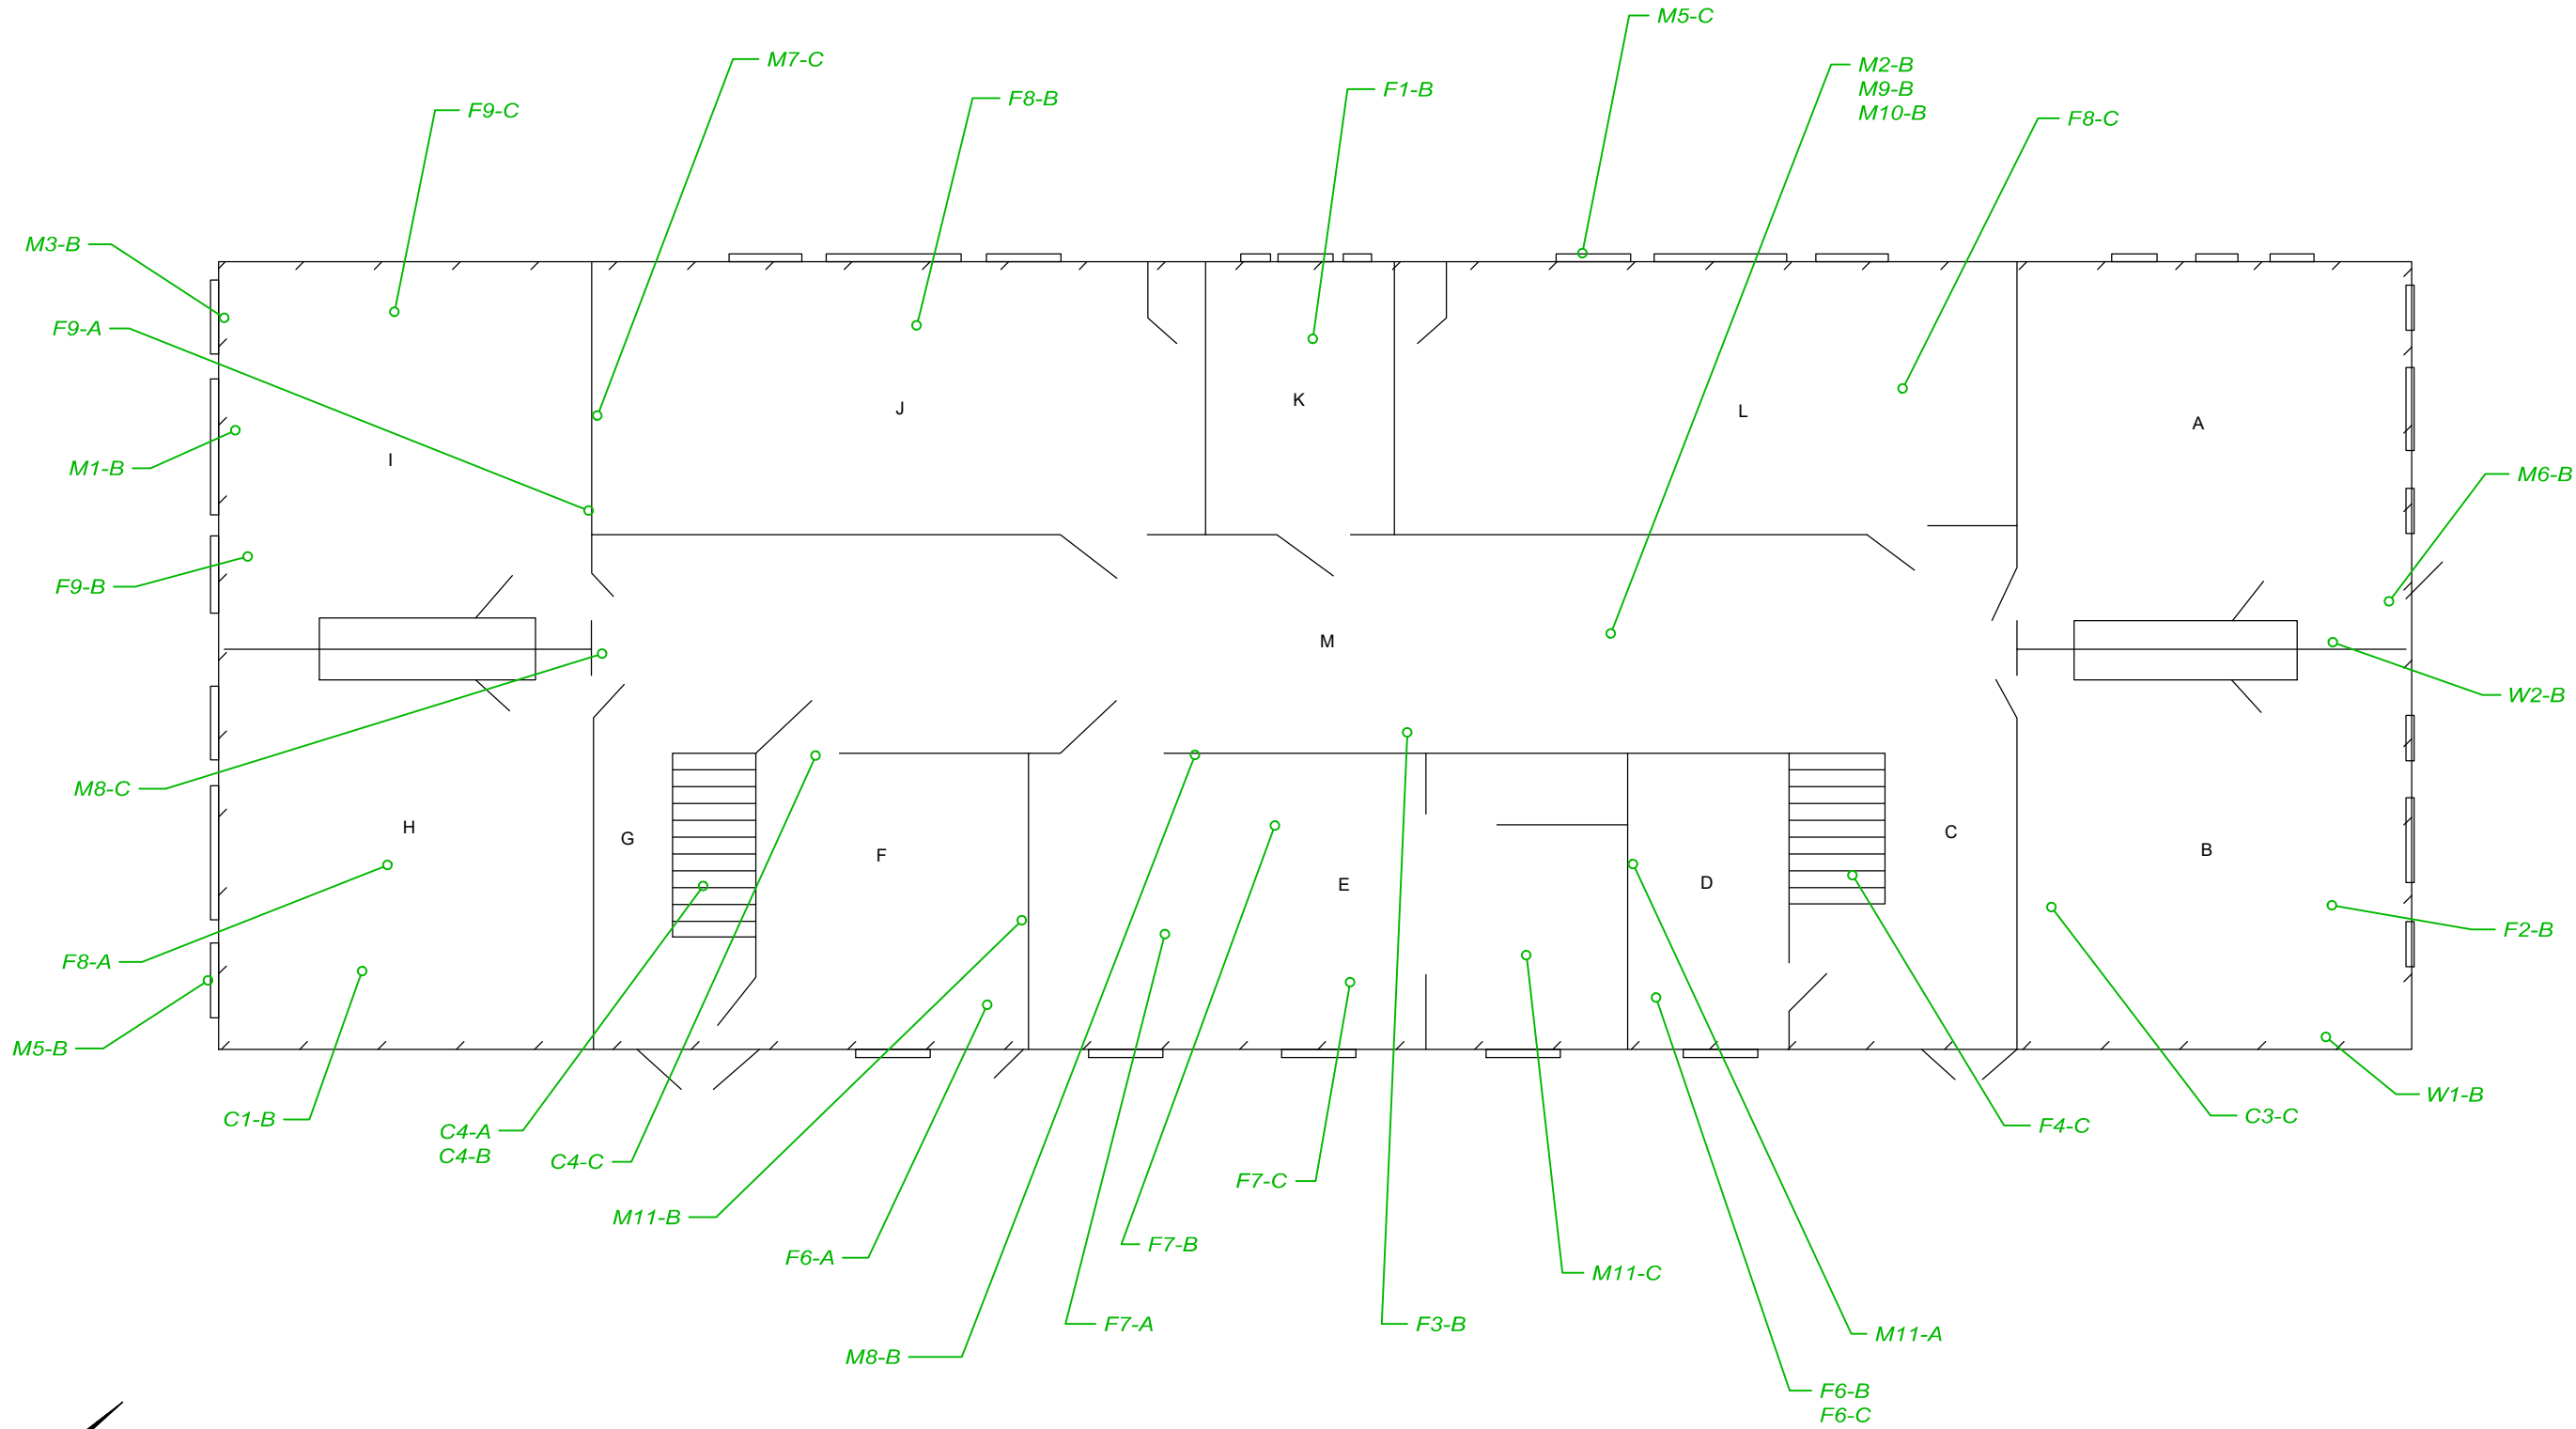 M5-C
M7-C
M2-B
M9-B
M10-B
F1-B
F8-B
F9-C
F8-C
M3-B
F9-A
K
J
L
A
M1-B
I
M6-B
F9-B
M
W2-B
M8-C
H
G
C
B
F
E
D
F2-B
F8-A
M5-B
W1-B
C1-B
C3-C
F4-C
C4-A
C4-B
C4-C
F7-C
M11-B
F7-B
F6-A
M11-C
F7-A
F3-B
M11-A
M8-B
F6-B
F6-C